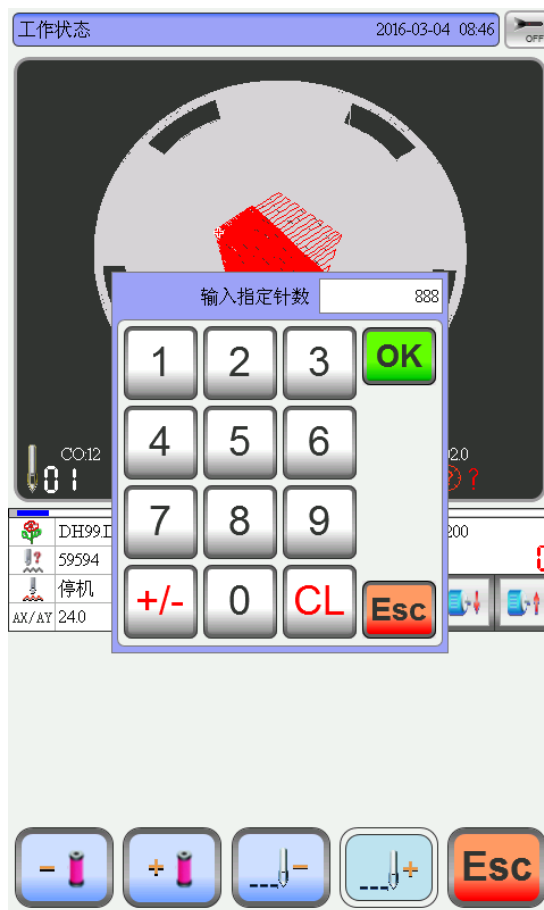 工作状态 2016-03-04 08:46
OFF
输入指定针数 888
1 2 3 OK
4 5 6
CO:12
01 ?
7 8 9
DH99.
59594
停机
+/- 0 CL Esc
AX/AY 24.0
- + - + Esc